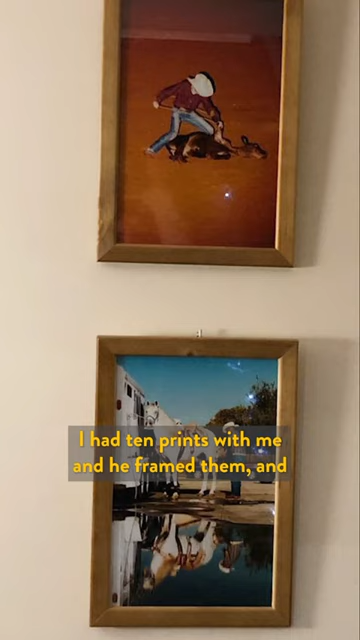 I had ten prints with me
and he framed them, and